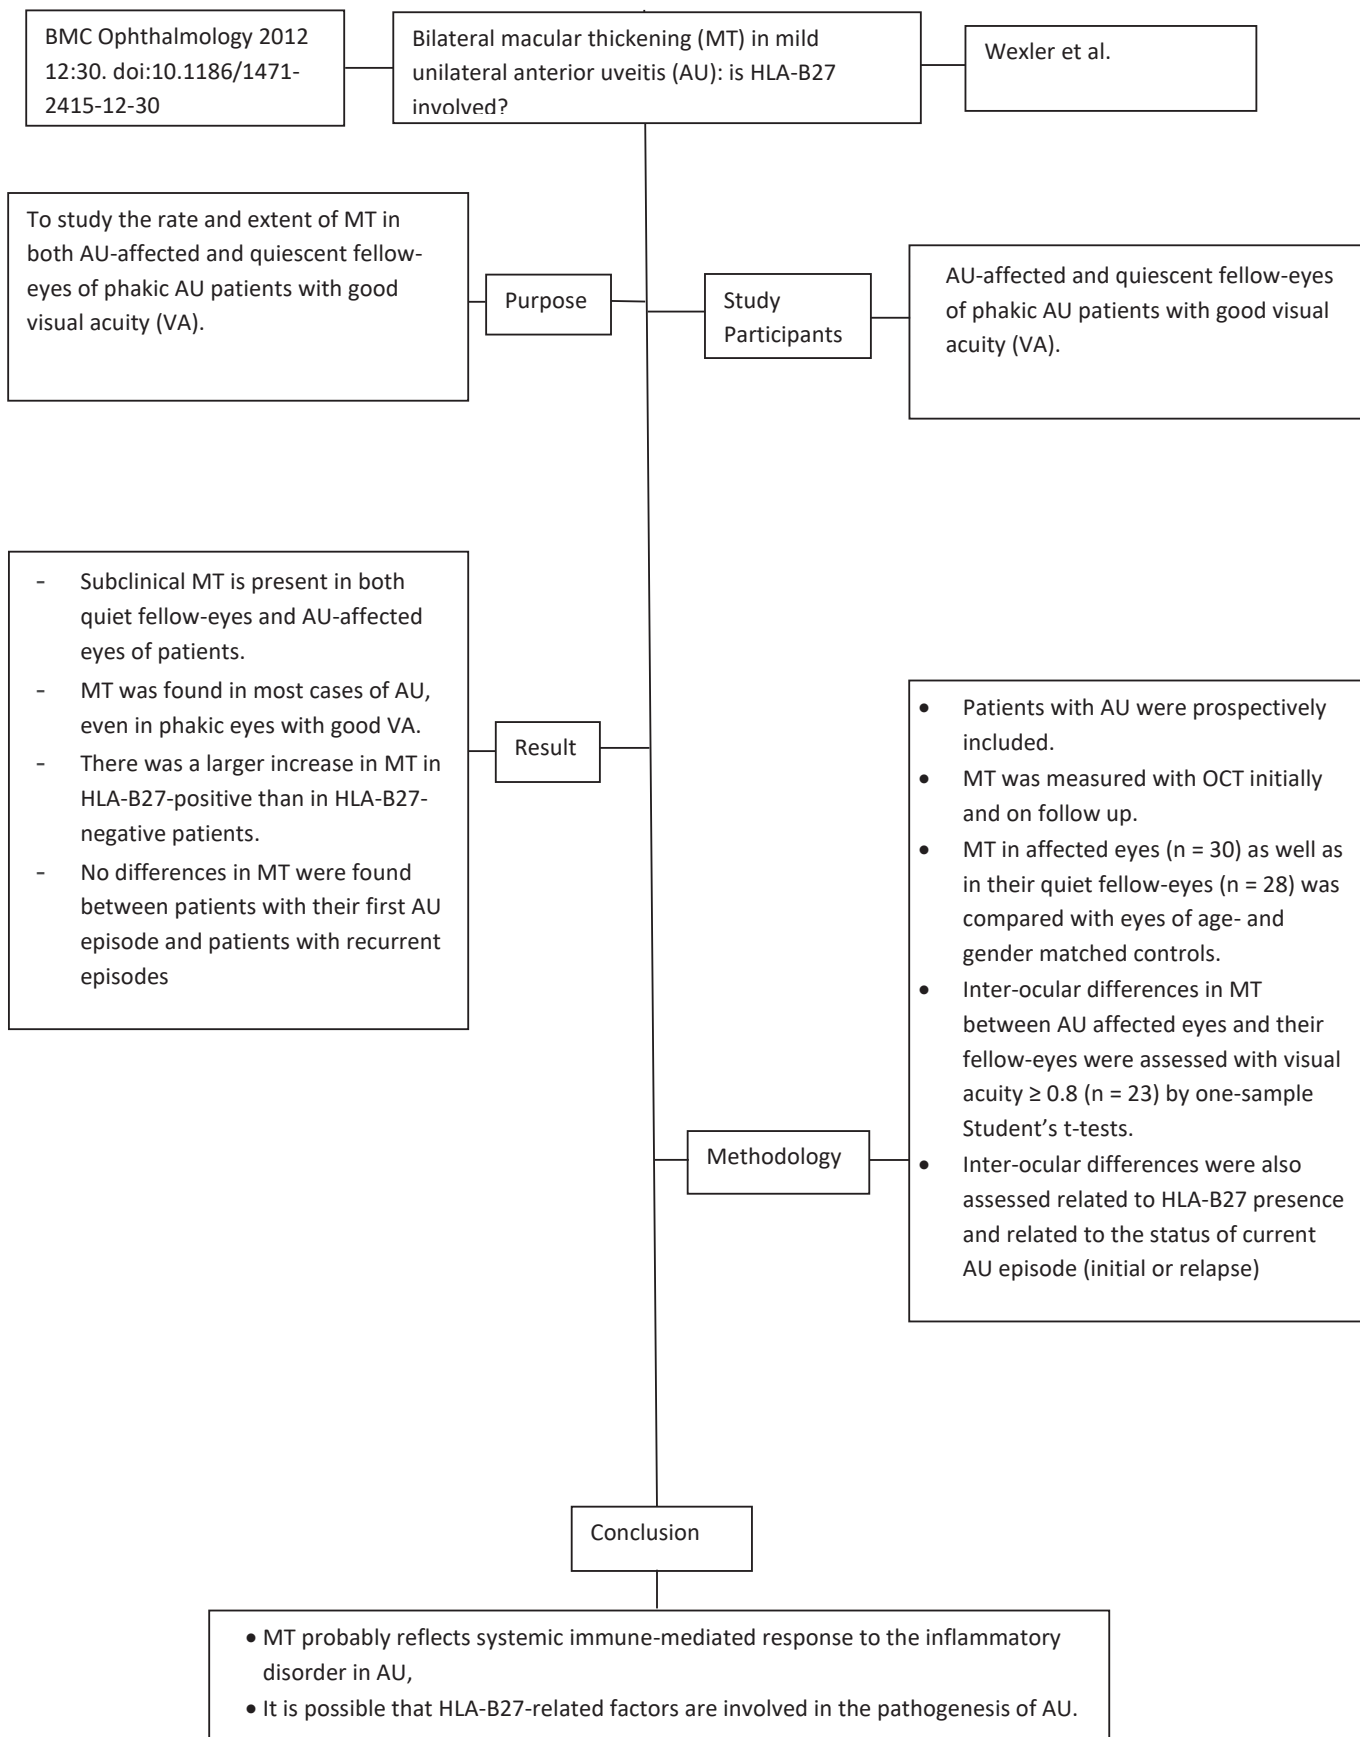 BMC Ophthalmology 2012
12:30. doi:10.1186/1471-
2415-12-30
Bilateral macular thickening (MT) in mild
unilateral anterior uveitis (AU): is HLA-B27
involved?
Wexler et al.
To study the rate and extent of MT in
both AU-affected and quiescent fellow-
eyes of phakic AU patients with good
visual acuity (VA).
Purpose
Study
Participants
AU-affected and quiescent fellow-eyes
of phakic AU patients with good visual
acuity (VA).
- Subclinical MT is present in both
quiet fellow-eyes and AU-affected
eyes of patients.
- MT was found in most cases of AU,
even in phakic eyes with good VA.
- There was a larger increase in MT in
HLA-B27-positive than in HLA-B27-
negative patients.
- No differences in MT were found
between patients with their first AU
episode and patients with recurrent
episodes
Result
Methodology
• Patients with AU were prospectively
included.
• MT was measured with OCT initially
and on follow up.
• MT in affected eyes (n = 30) as well as
in their quiet fellow-eyes (n = 28) was
compared with eyes of age- and
gender matched controls.
• Inter-ocular differences in MT
between AU affected eyes and their
fellow-eyes were assessed with visual
acuity ≥ 0.8 (n = 23) by one-sample
Student’s t-tests.
• Inter-ocular differences were also
assessed related to HLA-B27 presence
and related to the status of current
AU episode (initial or relapse)
Conclusion
• MT probably reflects systemic immune-mediated response to the inflammatory
disorder in AU,
• It is possible that HLA-B27-related factors are involved in the pathogenesis of AU.